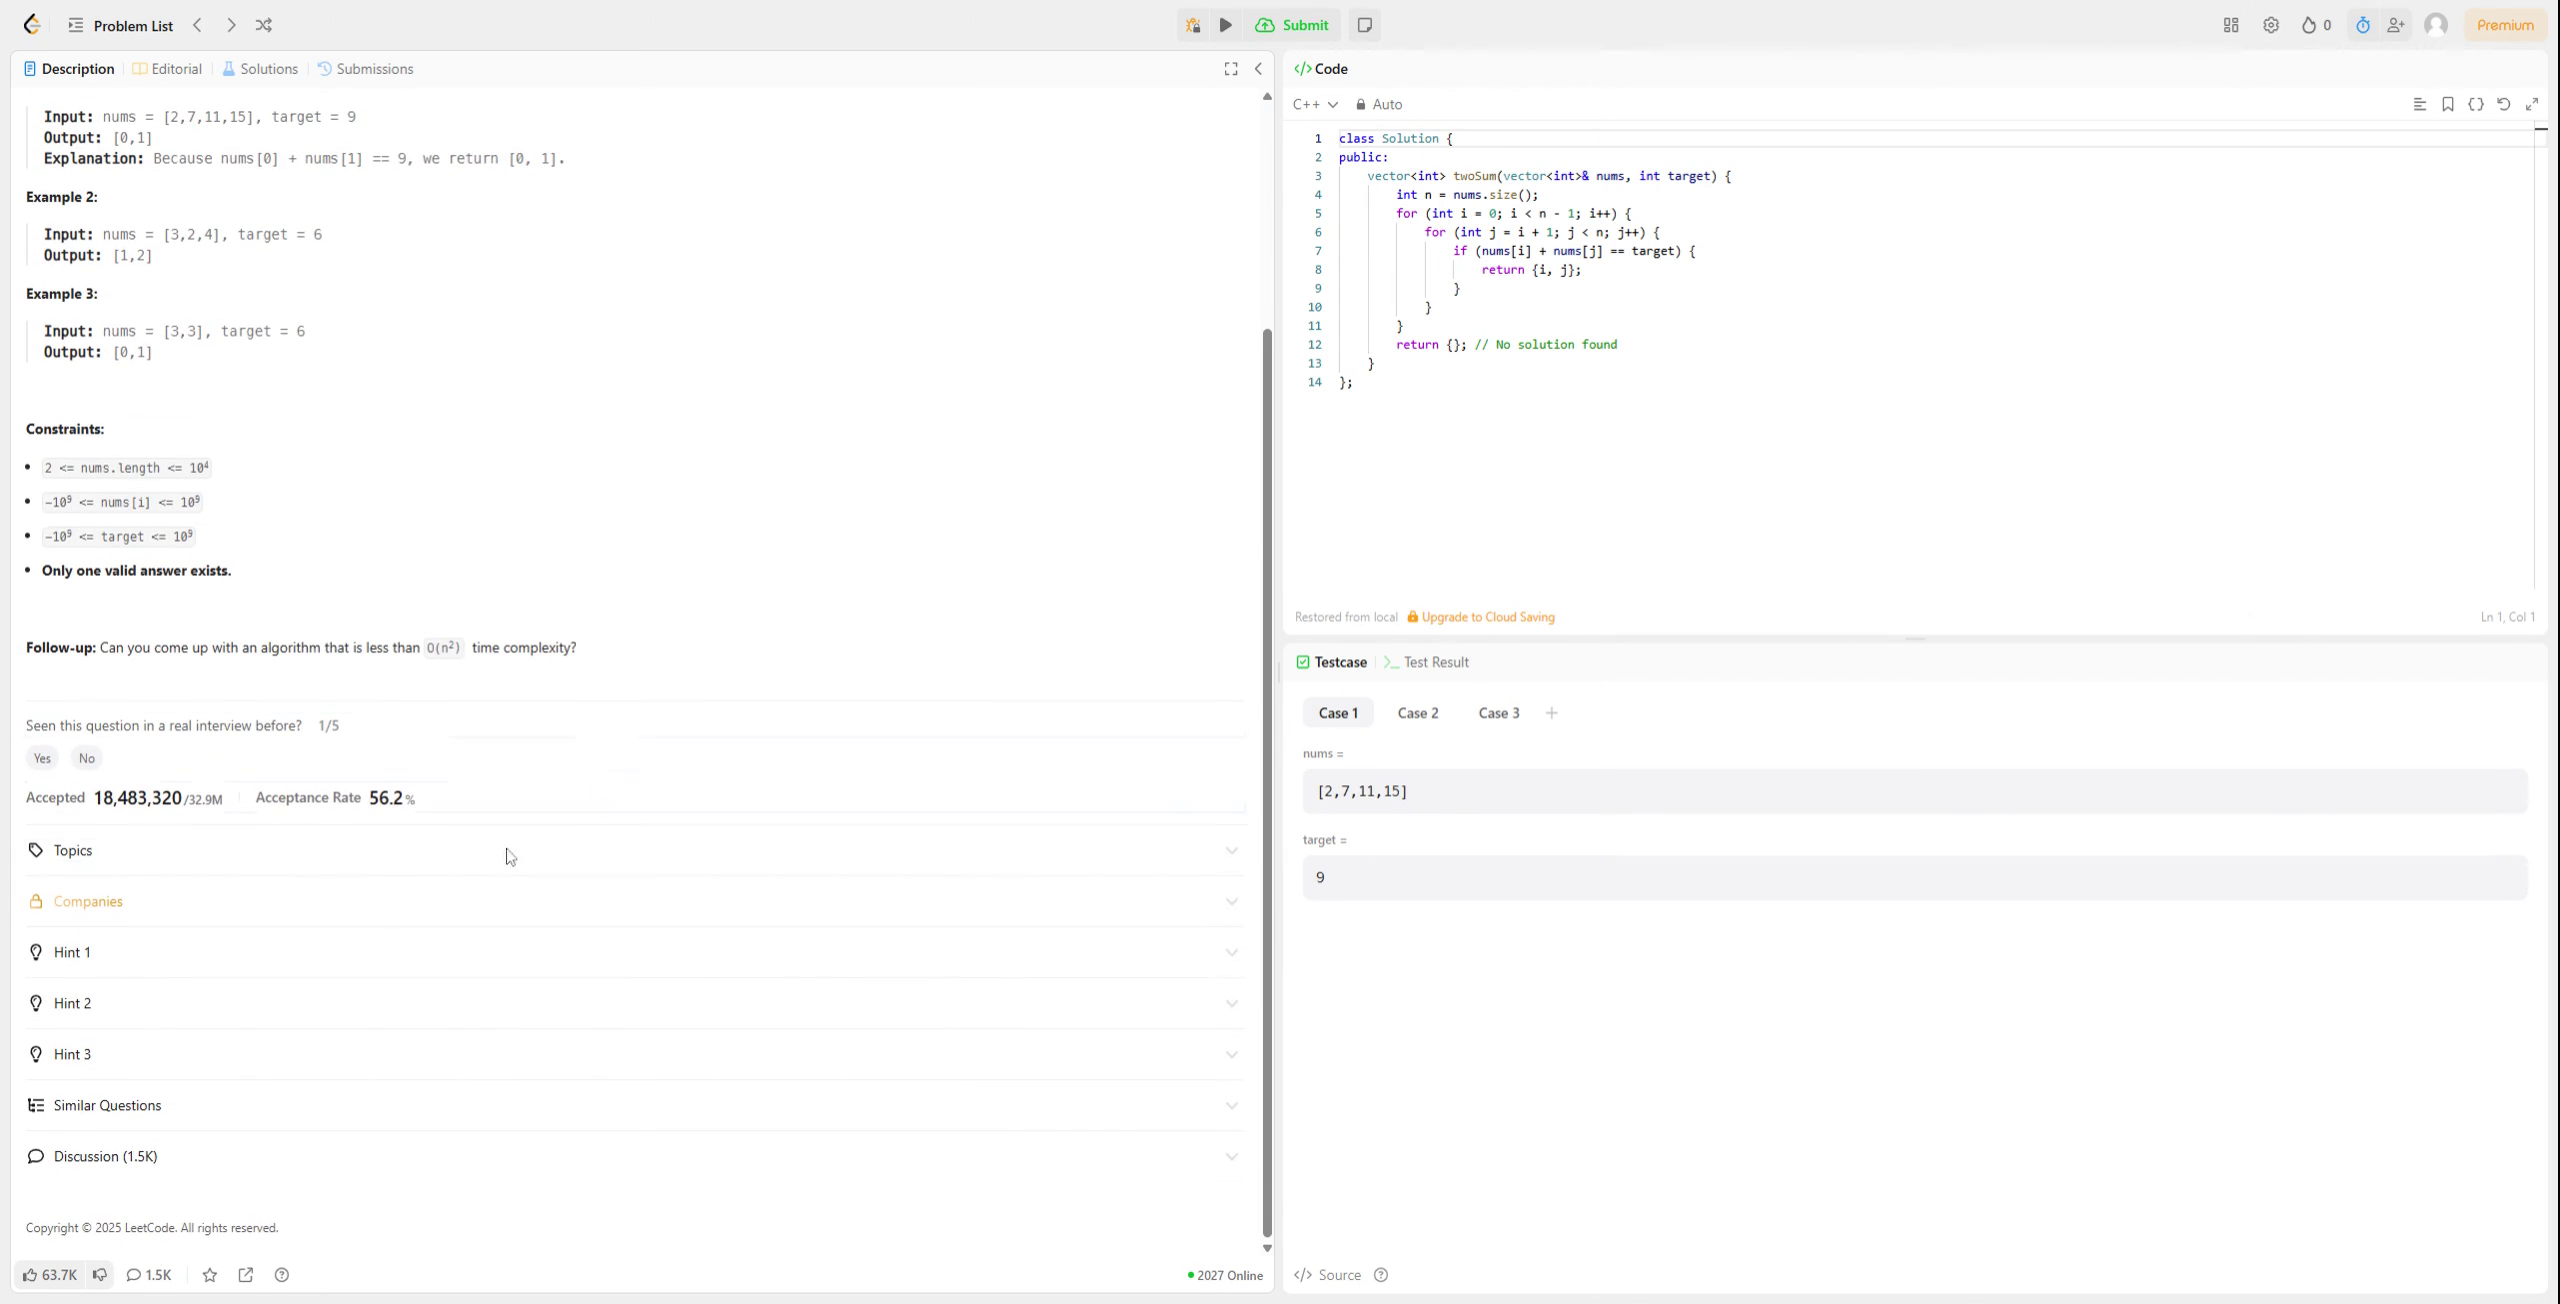 Problem List
Submit
0
Premium
Description
Editorial
Solutions
Submissions
Input: nums = [2,7,11,15], target = 9
Output: [0,1]
Explanation: Because nums[0] + nums[1] == 9, we return [0, 1].
Example 2:
Input: nums = [3,2,4], target = 6
Output: [1,2]
Example 3:
Input: nums = [3,3], target = 6
Output: [0,1]
Constraints:
• 2 <= nums.length <= 10⁴
• -10⁹ <= nums[i] <= 10⁹
• -10⁹ <= target <= 10⁹
• Only one valid answer exists.
Follow-up: Can you come up with an algorithm that is less than O(n²) time complexity?
Seen this question in a real interview before? 1/5
Yes No
Accepted 18,483,320/32.9M Acceptance Rate 56.2%
Topics
Companies
Hint 1
Hint 2
Hint 3
Similar Questions
Discussion (1.5K)
Copyright © 2025 LeetCode. All rights reserved.
63.7K 1.5K
2027 Online
</> Code
C++ Auto
1 class Solution {
2 public:
3     vector<int> twoSum(vector<int>& nums, int target) {
4         int n = nums.size();
5         for (int i = 0; i < n - 1; i++) {
6             for (int j = i + 1; j < n; j++) {
7                 if (nums[i] + nums[j] == target) {
8                     return {i, j};
9                 }
10             }
11         }
12         return {}; // No solution found
13     }
14 };
Restored from local Upgrade to Cloud Saving
Ln 1, Col 1
Testcase
>_ Test Result
Case 1 Case 2 Case 3 +
nums =
[2,7,11,15]
target =
9
</> Source